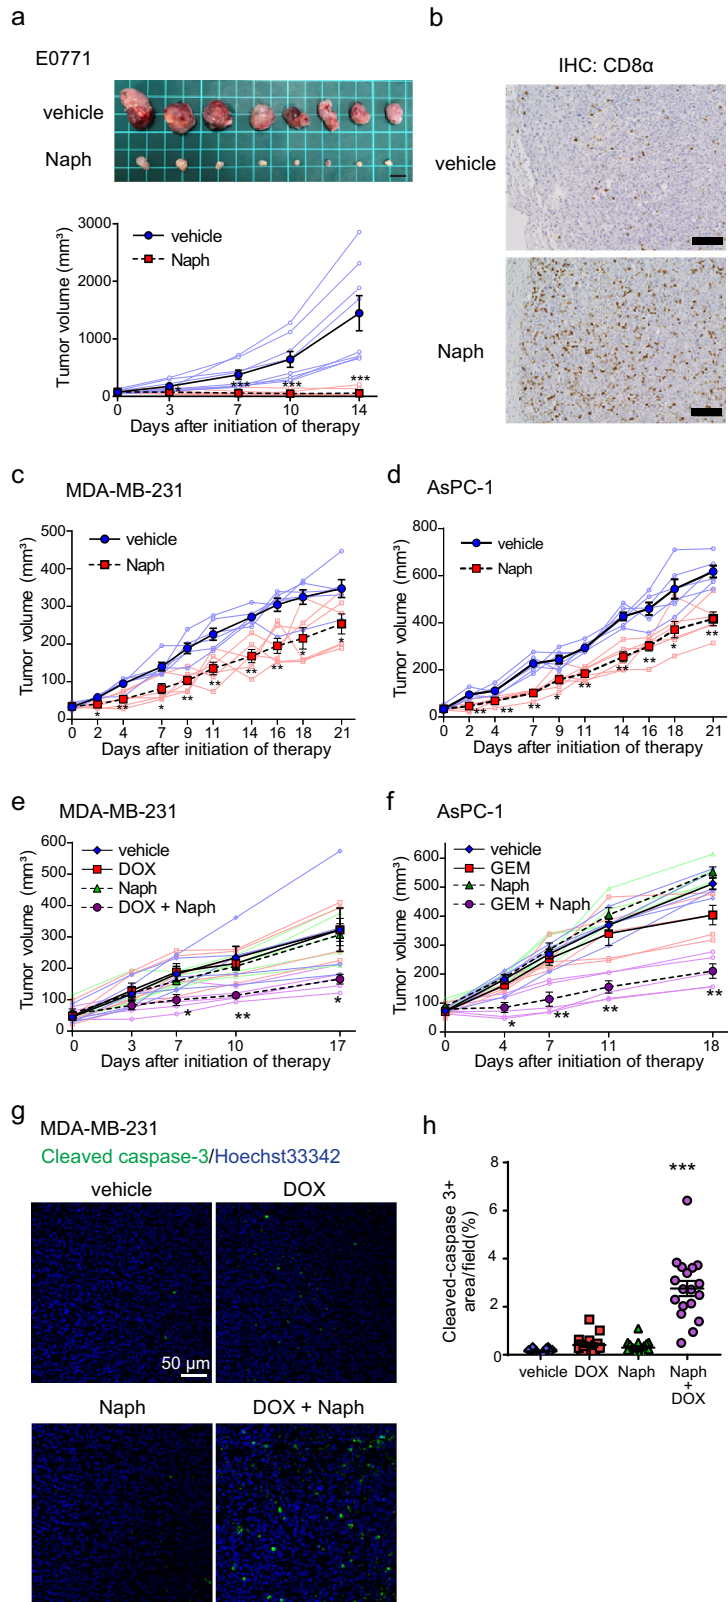 a
E0771
vehicle
Naph
3000
2000
1000
0
Tumor volume (mm³)
vehicle
Naph
*
***
***
***
0 3 7 10 14
Days after initiation of therapy
b
IHC: CD8α
vehicle
Naph
c
MDA-MB-231
500
400
300
200
100
0
Tumor volume (mm³)
vehicle
Naph
* ** * ** ** ** ** * *
0 2 4 7 9 11 14 16 18 21
Days after initiation of therapy
d
AsPC-1
800
600
400
200
0
Tumor volume (mm³)
vehicle
Naph
** ** ** * ** ** ** * **
0 2 4 7 9 11 14 16 18 21
Days after initiation of therapy
e
MDA-MB-231
600
500
400
300
200
100
0
Tumor volume (mm³)
vehicle
DOX
Naph
DOX + Naph
* ** *
0 3 7 10 17
Days after initiation of therapy
f
AsPC-1
600
500
400
300
200
100
0
Tumor volume (mm³)
vehicle
GEM
Naph
GEM + Naph
* ** ** **
0 4 7 11 18
Days after initiation of therapy
g
MDA-MB-231
Cleaved caspase-3/Hoechst33342
vehicle DOX
50 µm
Naph DOX + Naph
h
***
8
6
4
2
0
Cleaved-caspase 3+
area/field(%)
vehicle DOX Naph Naph
+
DOX